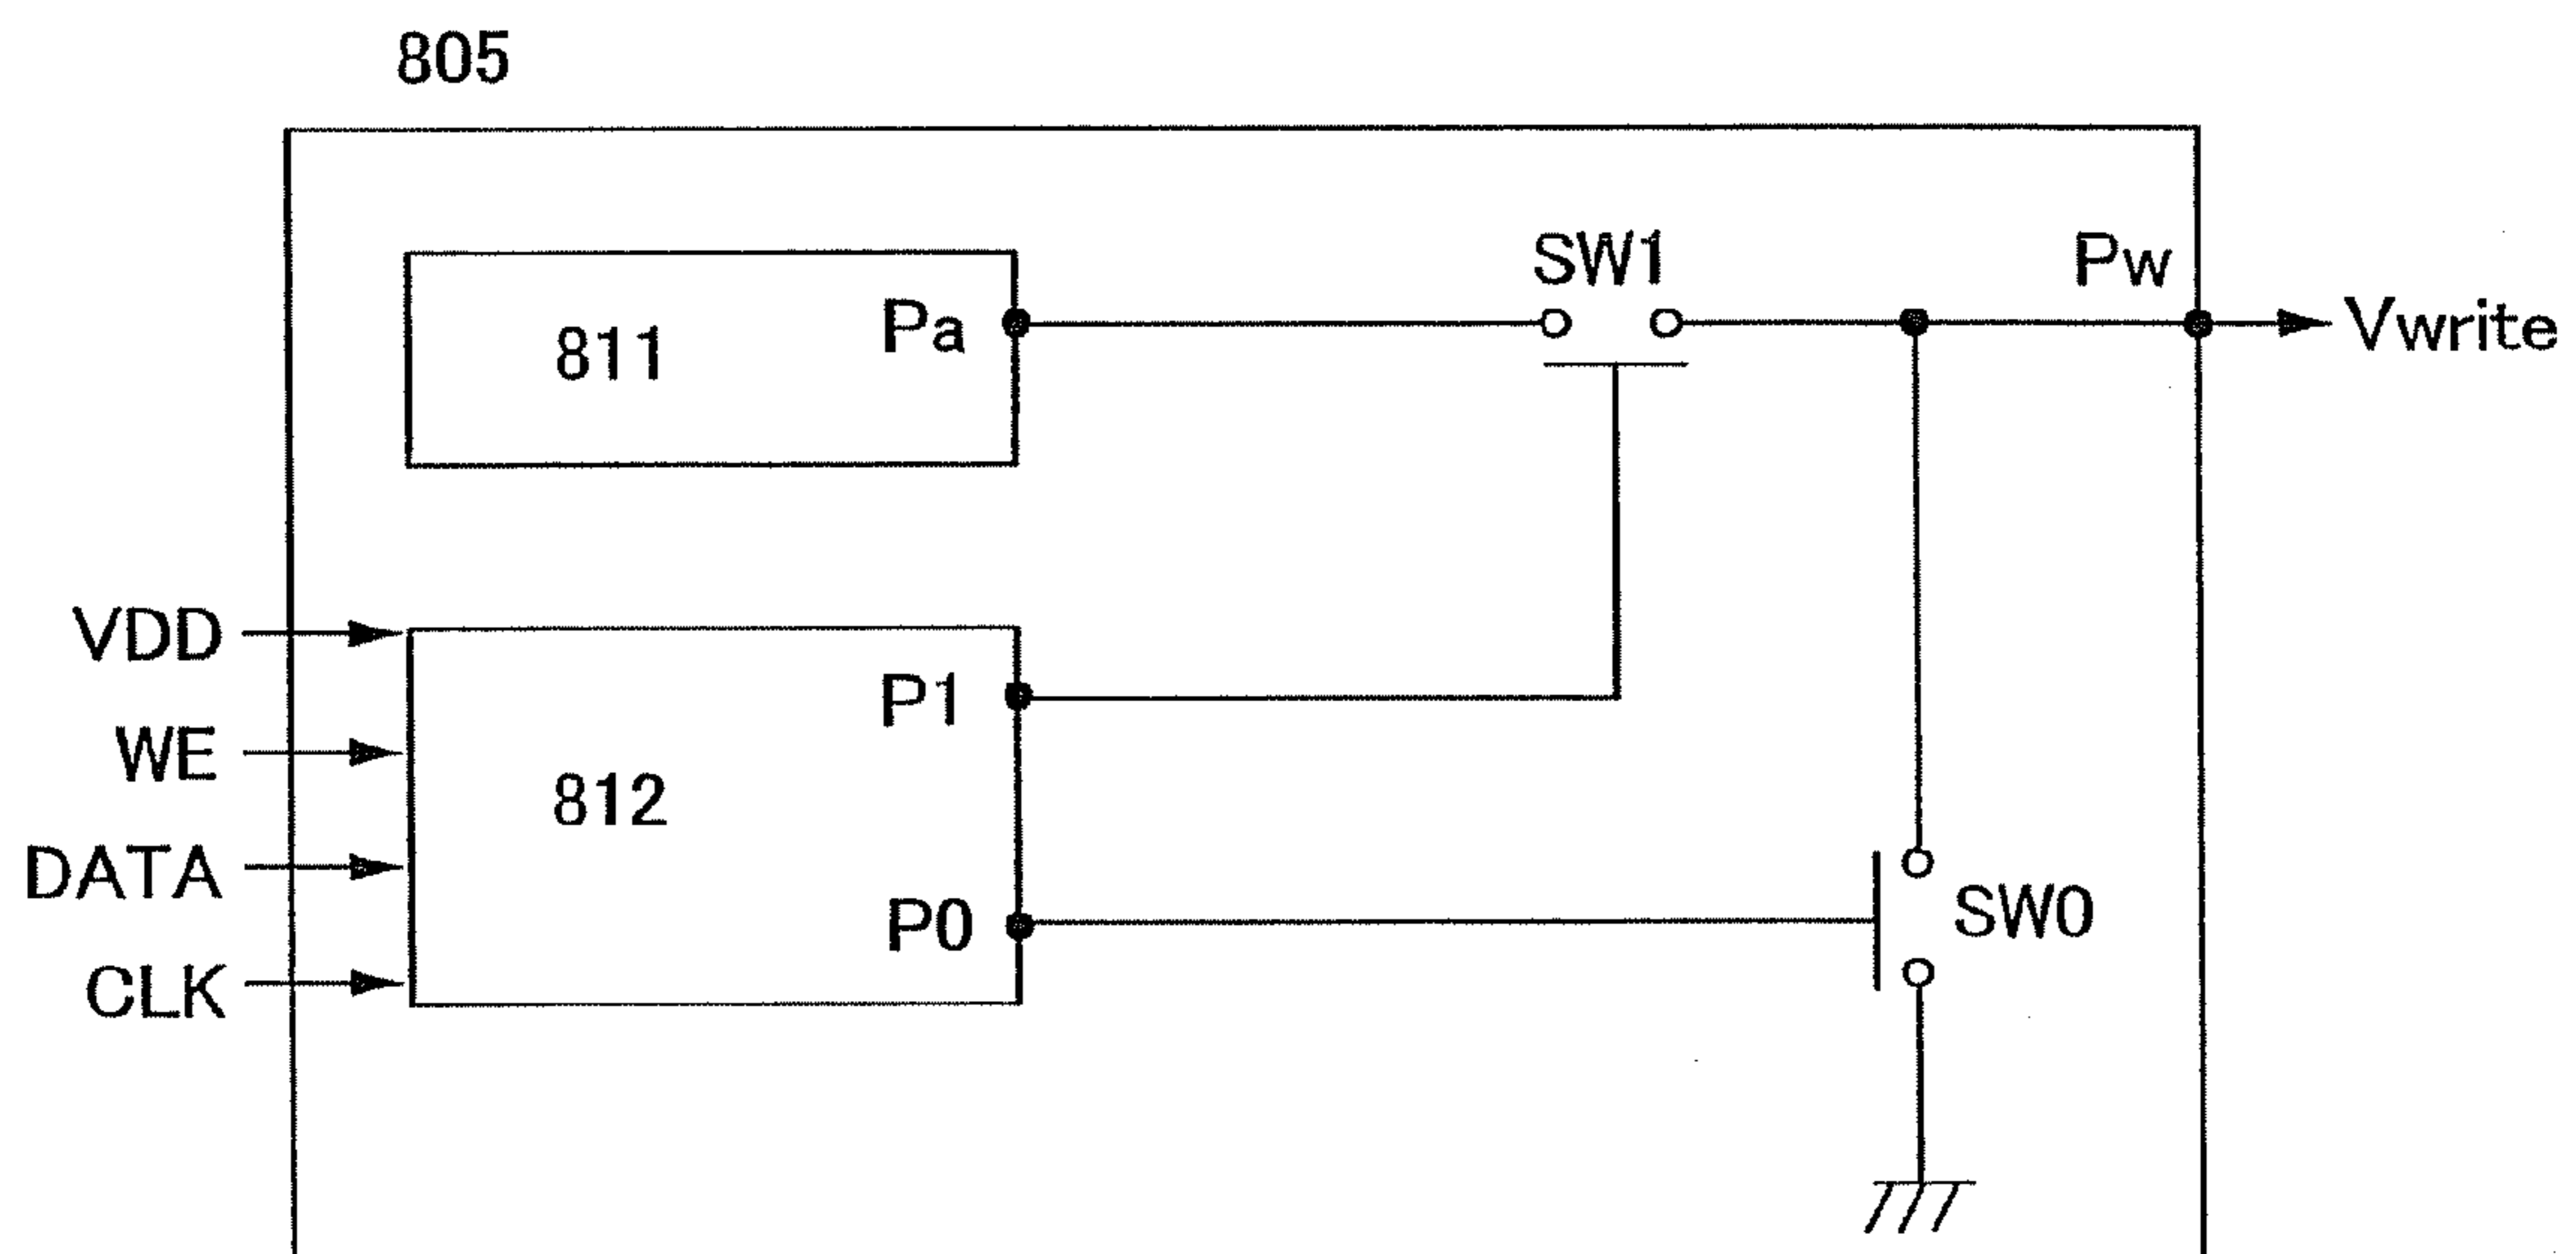 805
SW1
Pw
Pa
811
Vwrite
VDD
P1
WE
812
DATA
P0
SW0
CLK